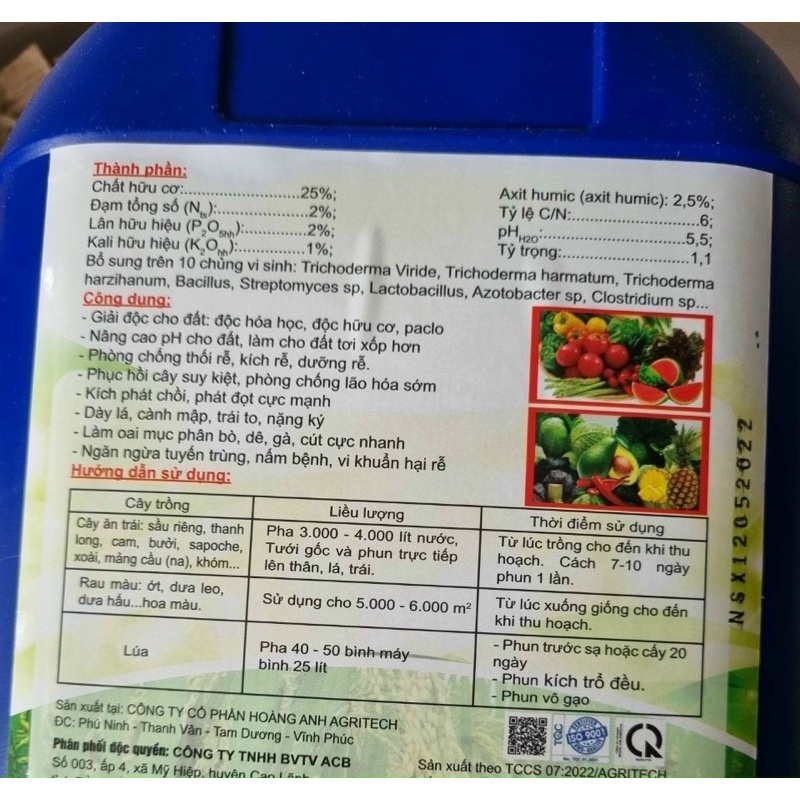 Thành phần:
Chất hữu cơ:..............................25%;
Đạm tổng số (Nts):.......................2%;
Lân hữu hiệu (P2O5hh):...............2%;
Kali hữu hiệu (K2Ohh):................1%;
Axit humic (axit humic): 2,5%;
Tỷ lệ C/N:..........................6;
pHH2O:..............................5,5;
Tỷ trọng:..........................1,1
Bổ sung trên 10 chủng vi sinh: Trichoderma Viride, Trichoderma harmatum, Trichoderma
harzihanum, Bacillus, Streptomyces sp, Lactobacillus, Azotobacter sp, Clostridium sp...
Công dụng:
- Giải độc cho đất: độc hóa học, độc hữu cơ, paclo
- Nâng cao pH cho đất, làm cho đất tơi xốp hơn
- Phòng chống thối rễ, kích rễ, dưỡng rễ.
- Phục hồi cây suy kiệt, phòng chống lão hóa sớm
- Kích phát chồi, phát đọt cực mạnh
- Dày lá, cành mập, trái to, nặng ký
- Làm oai mục phân bò, dê, gà, cút cực nhanh
- Ngăn ngừa tuyến trùng, nấm bệnh, vi khuẩn hại rễ
Hướng dẫn sử dụng:
Cây trồng
Liều lượng
Thời điểm sử dụng
Cây ăn trái: sầu riêng, thanh
long, cam, bưởi, sapoche,
xoài, mảng cầu (na), khóm...
Pha 3.000 - 4.000 lít nước,
Tưới gốc và phun trực tiếp
lên thân, lá, trái.
Từ lúc trồng cho đến khi thu
hoạch. Cách 7-10 ngày
phun 1 lần.
Rau màu: ớt, dưa leo,
dưa hấu...hoa màu.
Sử dụng cho 5.000 - 6.000 m²
Từ lúc xuống giống cho đến
khi thu hoạch.
Lúa
Pha 40 - 50 bình máy
bình 25 lít
- Phun trước sạ hoặc cấy 20
ngày
- Phun kích trổ đều.
- Phun vô gạo
NSX12052022
Sản xuất tại: CÔNG TY CỔ PHẦN HOÀNG ANH AGRITECH
ĐC: Phú Ninh - Thanh Vân - Tam Dương - Vĩnh Phúc
Phân phối độc quyền: CÔNG TY TNHH BVTV ACB
Số 003, ấp 4, xã Mỹ Hiệp, huyện Cao Lãnh
TQC
ISO 9001
Sản xuất theo TCCS 07:2022/AGRITECH